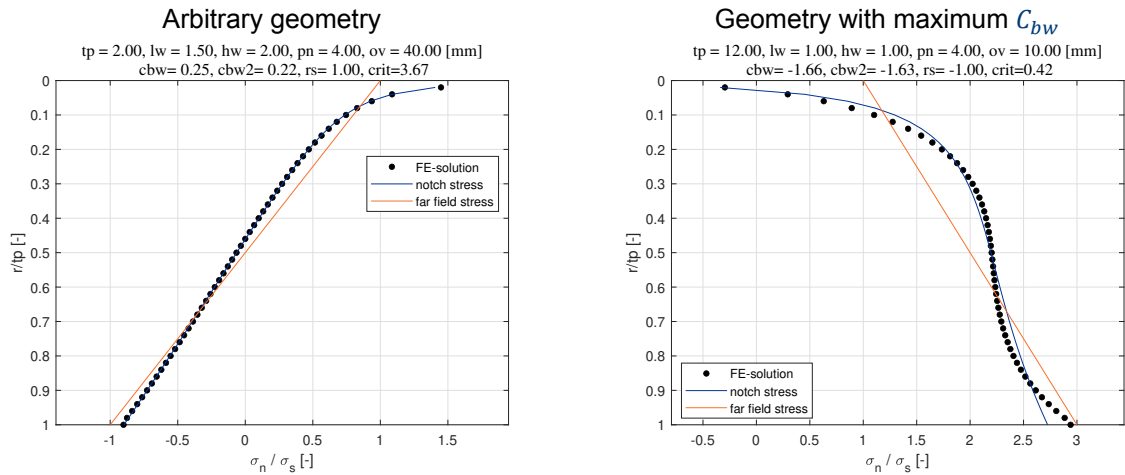 Arbitrary geometry
tp = 2.00, lw = 1.50, hw = 2.00, pn = 4.00, ov = 40.00 [mm]
cbw= 0.25, cbw2= 0.22, rs= 1.00, crit=3.67
0
0.1
0.2
0.3
0.4
0.5
0.6
0.7
0.8
0.9
1
r/tp [-]
FE-solution
notch stress
far field stress
-1
-0.5
0
0.5
1
1.5
σn / σs [-]
Geometry with maximum Cbw
tp = 12.00, lw = 1.00, hw = 1.00, pn = 4.00, ov = 10.00 [mm]
cbw= -1.66, cbw2= -1.63, rs= -1.00, crit=0.42
0
0.1
0.2
0.3
0.4
0.5
0.6
0.7
0.8
0.9
1
r/tp [-]
FE-solution
notch stress
far field stress
-0.5
0
0.5
1
1.5
2
2.5
3
σn / σs [-]